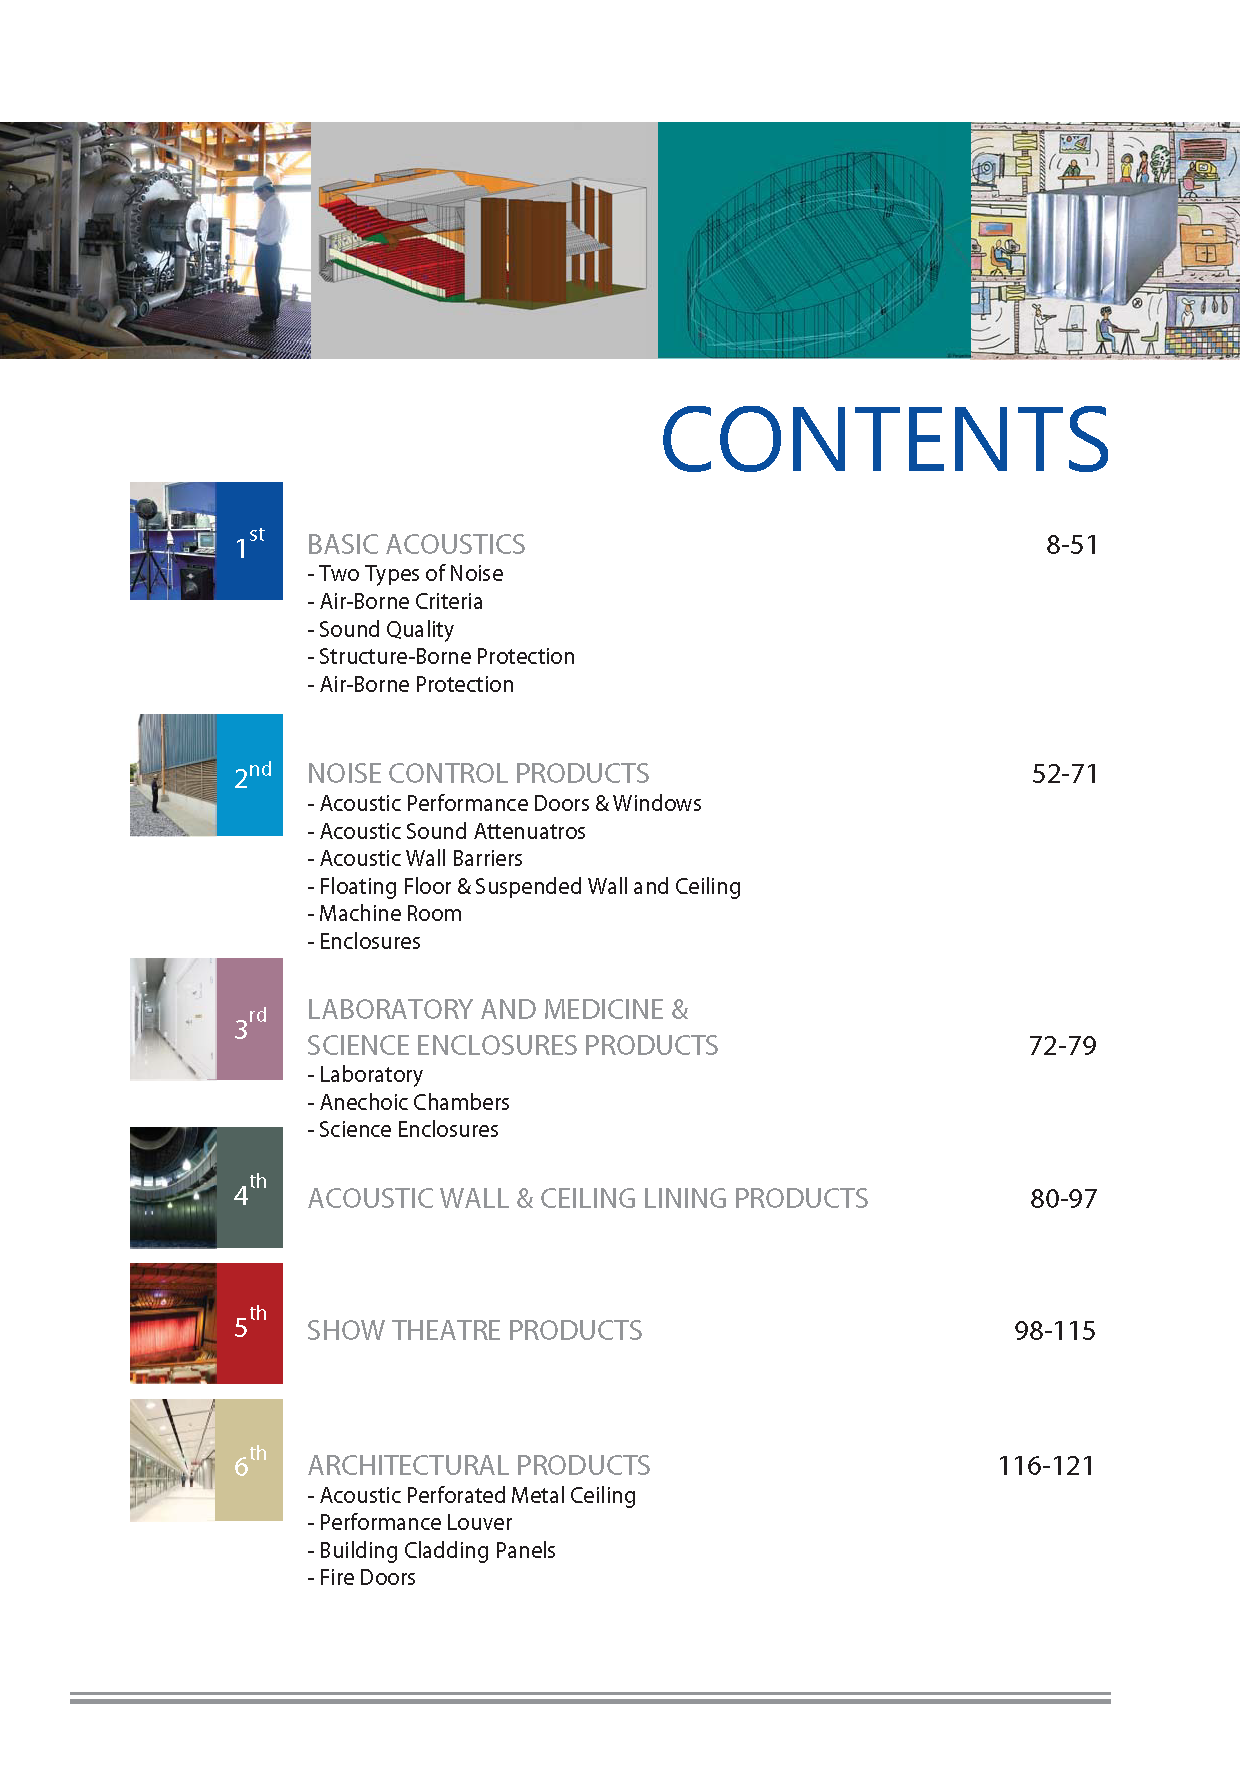 CONTENTS
1st
BASIC ACOUSTICS 8-51
- Two Types of Noise
- Air-Borne Criteria
- Sound Quality
- Structure-Borne Protection
- Air-Borne Protection
2nd
NOISE CONTROL PRODUCTS 52-71
- Acoustic Performance Doors & Windows
- Acoustic Sound Attenuatros
- Acoustic Wall Barriers
- Floating Floor & Suspended Wall and Ceiling
- Machine Room
- Enclosures
3rd
LABORATORY AND MEDICINE &
SCIENCE ENCLOSURES PRODUCTS 72-79
- Laboratory
- Anechoic Chambers
- Science Enclosures
4th
ACOUSTIC WALL & CEILING LINING PRODUCTS 80-97
5th
SHOW THEATRE PRODUCTS 98-115
6th
ARCHITECTURAL PRODUCTS 116-121
- Acoustic Perforated Metal Ceiling
- Performance Louver
- Building Cladding Panels
- Fire Doors